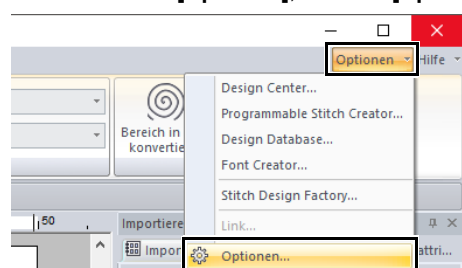 Optionen
Hilfe
Design Center...
Programmable Stitch Creator...
Bereich in
konvertie
Design Database...
Font Creator...
Stitch Design Factory...
50
Importiere
Link...
Impor
Optionen...
attri...